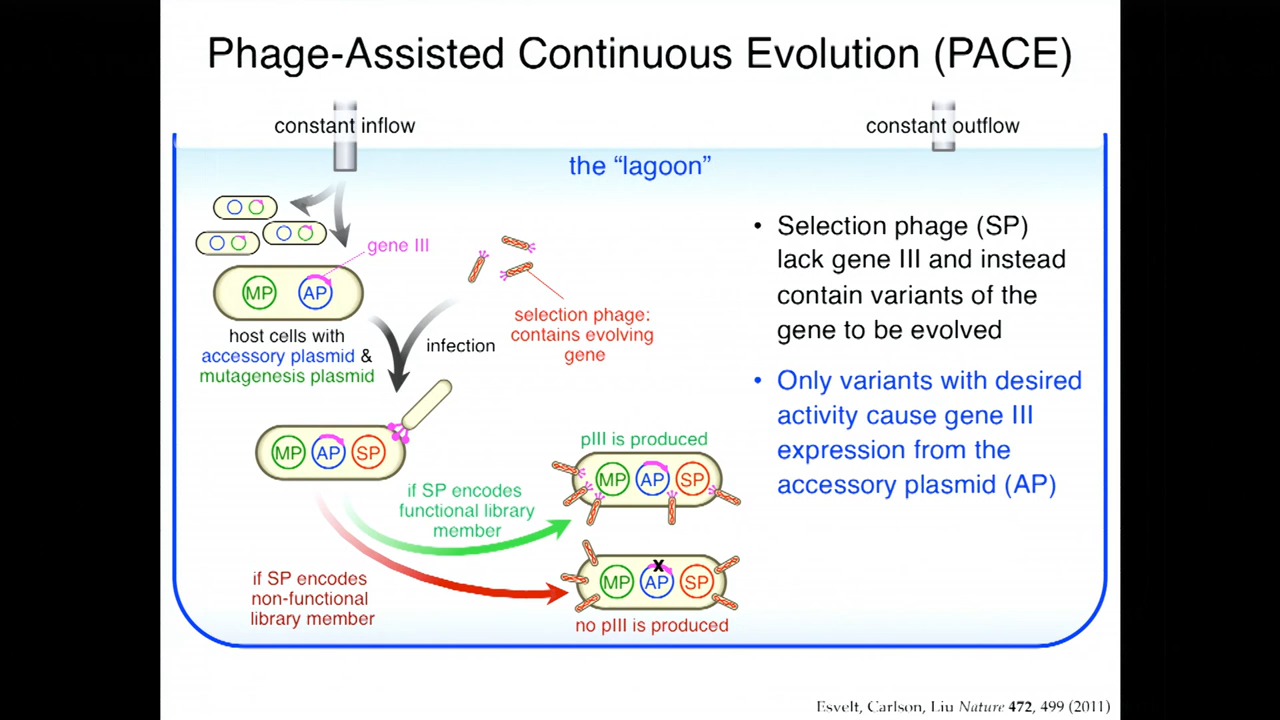 Phage-Assisted Continuous Evolution (PACE)
constant inflow
constant outflow
the “lagoon”
gene III
MP
AP
host cells with
accessory plasmid &
mutagenesis plasmid
selection phage:
contains evolving
gene
infection
MP
AP
SP
if SP encodes
functional library
member
pIII is produced
MP
AP
SP
if SP encodes
non-functional
library member
x
MP
AP
SP
no pIII is produced
• Selection phage (SP)
lack gene III and instead
contain variants of the
gene to be evolved
• Only variants with desired
activity cause gene III
expression from the
accessory plasmid (AP)
Esvelt, Carlson, Liu Nature 472, 499 (2011)